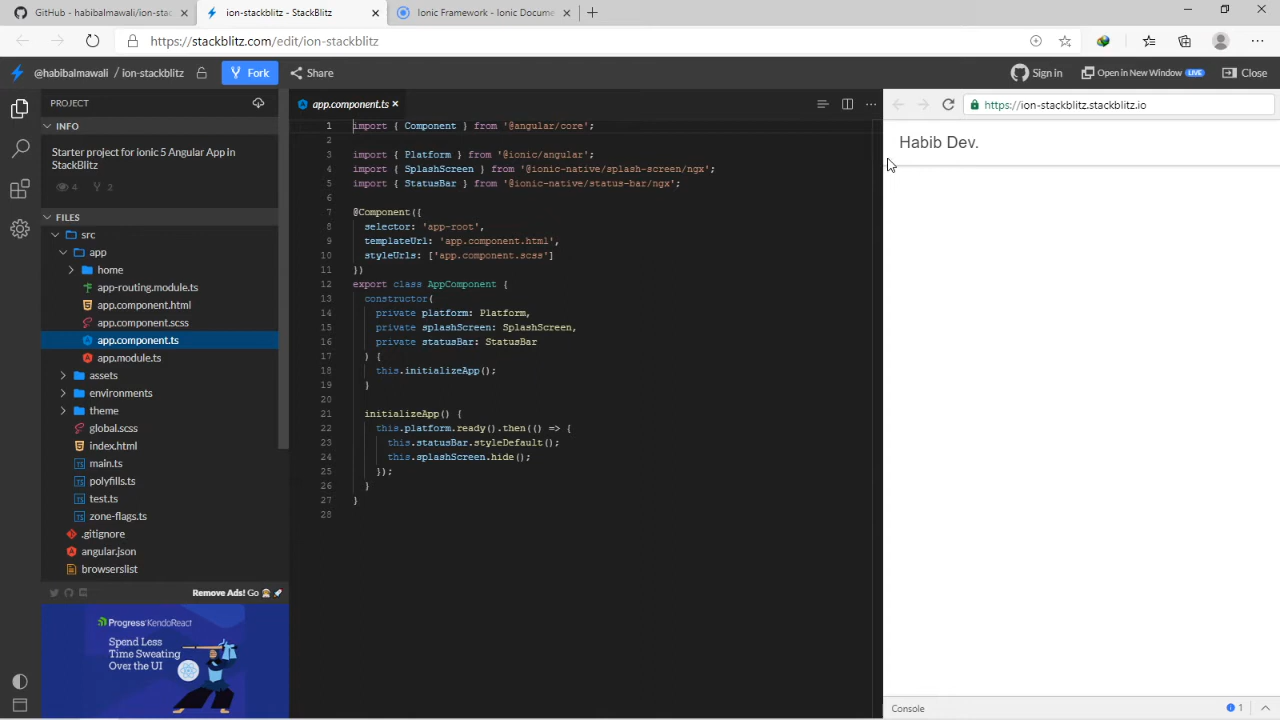 GitHub - habibalmawali/ion-stac
ion-stackblitz - StackBlitz
Ionic Framework - Ionic Docume
https://stackblitz.com/edit/ion-stackblitz
@habibalmawali/ion-stackblitz
Fork
Share
Sign in
Open in New Window LIVE
Close
PROJECT
INFO
Starter project for ionic 5 Angular App in
StackBlitz
4
2
FILES
src
app
home
app-routing.module.ts
app.component.html
app.component.scss
app.component.ts
app.module.ts
assets
environments
theme
global.scss
index.html
main.ts
polyfills.ts
test.ts
zone-flags.ts
.gitignore
angular.json
browserslist
Remove Ads! Go
Progress® KendoReact
Spend Less
Time Sweating
Over the UI
app.component.ts
1 import { Component } from '@angular/core';
2
3 import { Platform } from '@ionic/angular';
4 import { SplashScreen } from '@ionic-native/splash-screen/ngx';
5 import { StatusBar } from '@ionic-native/status-bar/ngx';
6
7 @Component({
8 selector: 'app-root',
9 templateUrl: 'app.component.html',
10 styleUrls: ['app.component.scss']
11 })
12 export class AppComponent {
13 constructor(
14 private platform: Platform,
15 private splashScreen: SplashScreen,
16 private statusBar: StatusBar
17 ) {
18 this.initializeApp();
19 }
20
21 initializeApp() {
22 this.platform.ready().then(() => {
23 this.statusBar.styleDefault();
24 this.splashScreen.hide();
25 });
26 }
27 }
28
https://ion-stackblitz.stackblitz.io
Habib Dev.
Console
1